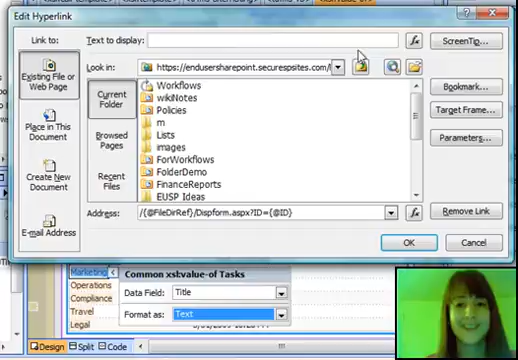 Edit Hyperlink
Link to:
Text to display:
ScreenTip...
Existing File or
Web Page
Look in:
https://endusersharepoint.securespsites.com/
Current
Folder
Workflows
wikiNotes
Policies
m
Lists
images
ForWorkflows
FolderDemo
FinanceReports
EUSP Ideas
Bookmark...
Target Frame...
Parameters...
Place in This
Document
Browsed
Pages
Create New
Document
Recent
Files
E-mail Address
Address:
/{@FileDirRef}/Dispform.aspx?ID={@ID}
Remove Link
OK
Cancel
Marketing
Operations
Compliance
Travel
Legal
Common xsl:value-of Tasks
Data Field:
Title
Format as:
Text
Design
Split
Code